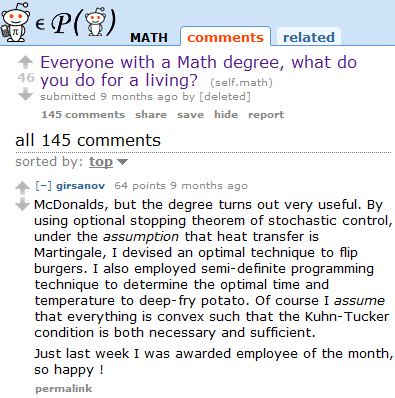 π ∈ P( )
MATH comments related
Everyone with a Math degree, what do
you do for a living? (self.math)
46
submitted 9 months ago by [deleted]
145 comments share save hide report
all 145 comments
sorted by: top
[–] girsanov 64 points 9 months ago
McDonalds, but the degree turns out very useful. By
using optional stopping theorem of stochastic control,
under the assumption that heat transfer is
Martingale, I devised an optimal technique to flip
burgers. I also employed semi-definite programming
technique to determine the optimal time and
temperature to deep-fry potato. Of course I assume
that everything is convex such that the Kuhn-Tucker
condition is both necessary and sufficient.
Just last week I was awarded employee of the month,
so happy !
permalink